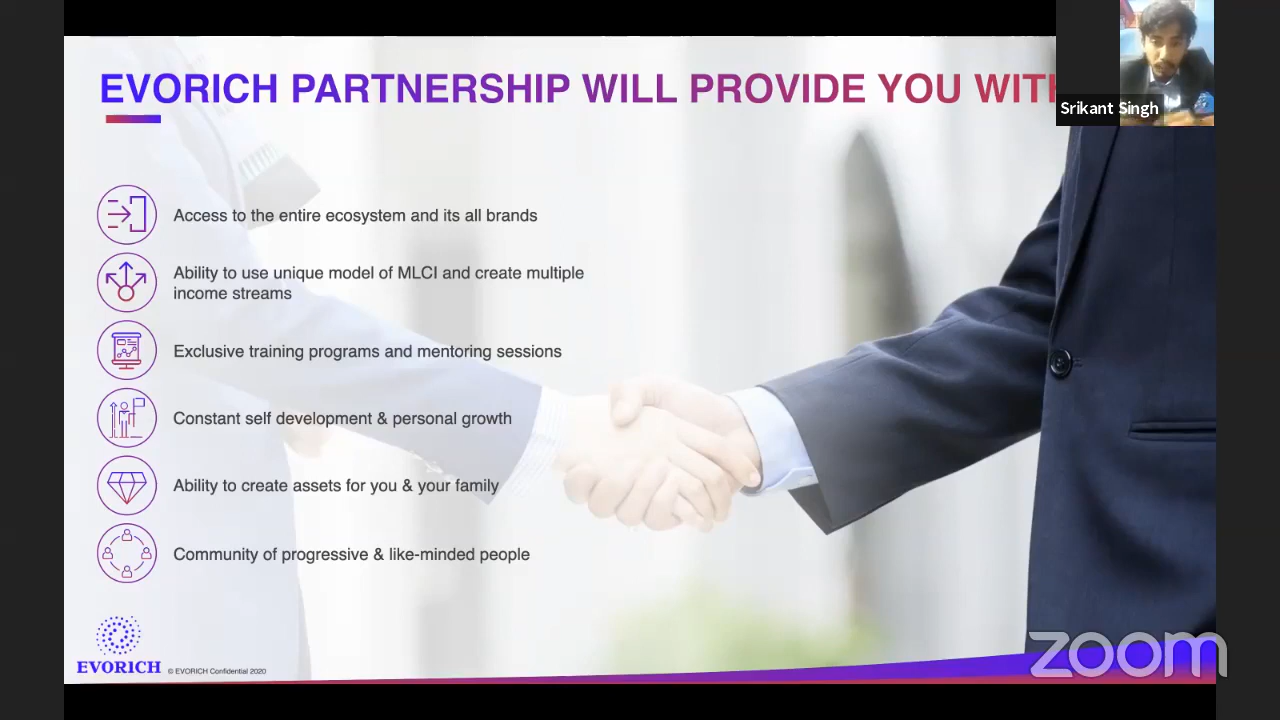 EVORICH PARTNERSHIP WILL PROVIDE YOU WITH
Srikant Singh
Access to the entire ecosystem and its all brands
Ability to use unique model of MLCI and create multiple
income streams
Exclusive training programs and mentoring sessions
Constant self development & personal growth
Ability to create assets for you & your family
Community of progressive & like-minded people
EVORICH
© EVORICH Confidential 2020
zoom